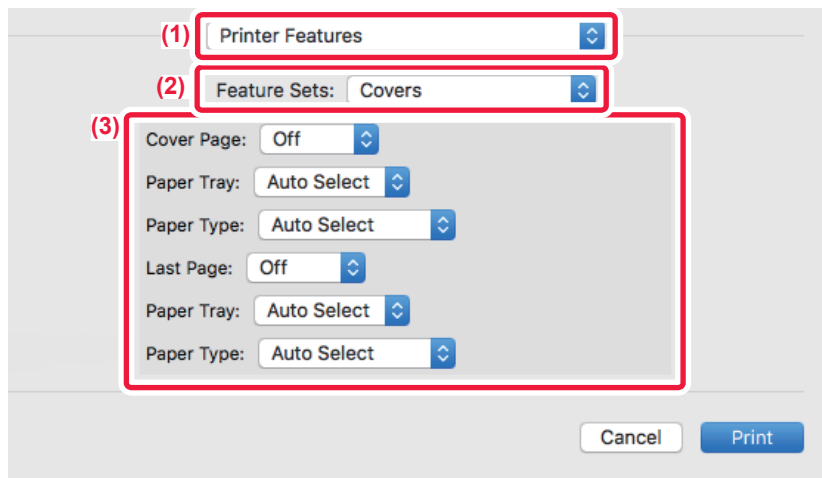 (1) Printer Features
(2) Feature Sets: Covers
(3)
Cover Page: Off
Paper Tray: Auto Select
Paper Type: Auto Select
Last Page: Off
Paper Tray: Auto Select
Paper Type: Auto Select
Cancel Print